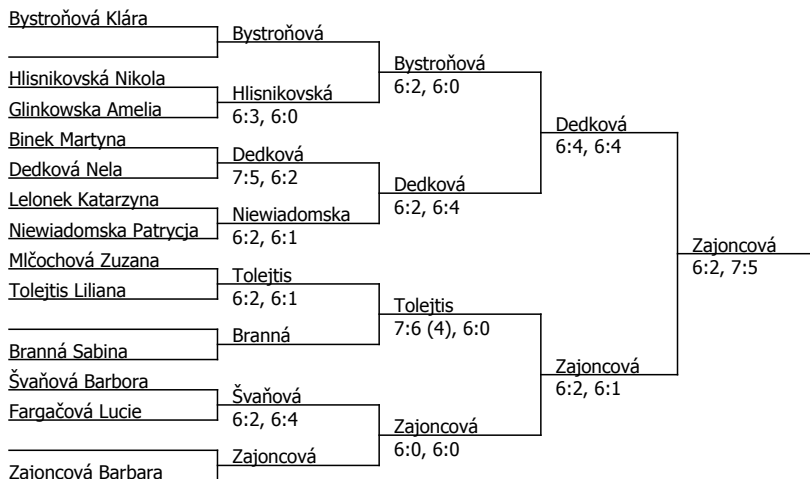 Bystroňová Klára
Bystroňová
Bystroňová
6:2, 6:0
Hlisnikovská Nikola
Hlisnikovská
6:3, 6:0
Glinkowska Amelia
Dedková
6:4, 6:4
Binek Martyna
Dedková
7:5, 6:2
Dedková Nela
Dedková
6:2, 6:4
Lelonek Katarzyna
Niewiadomska
6:2, 6:1
Niewiadomska Patrycja
Zajoncová
6:2, 7:5
Mlčochová Zuzana
Tolejtis
6:2, 6:1
Tolejtis Liliana
Tolejtis
7:6 (4), 6:0
Branná
Branná Sabina
Zajoncová
6:2, 6:1
Švaňová Barbora
Švaňová
6:2, 6:4
Fargačová Lucie
Zajoncová
6:0, 6:0
Zajoncová
Zajoncová Barbara